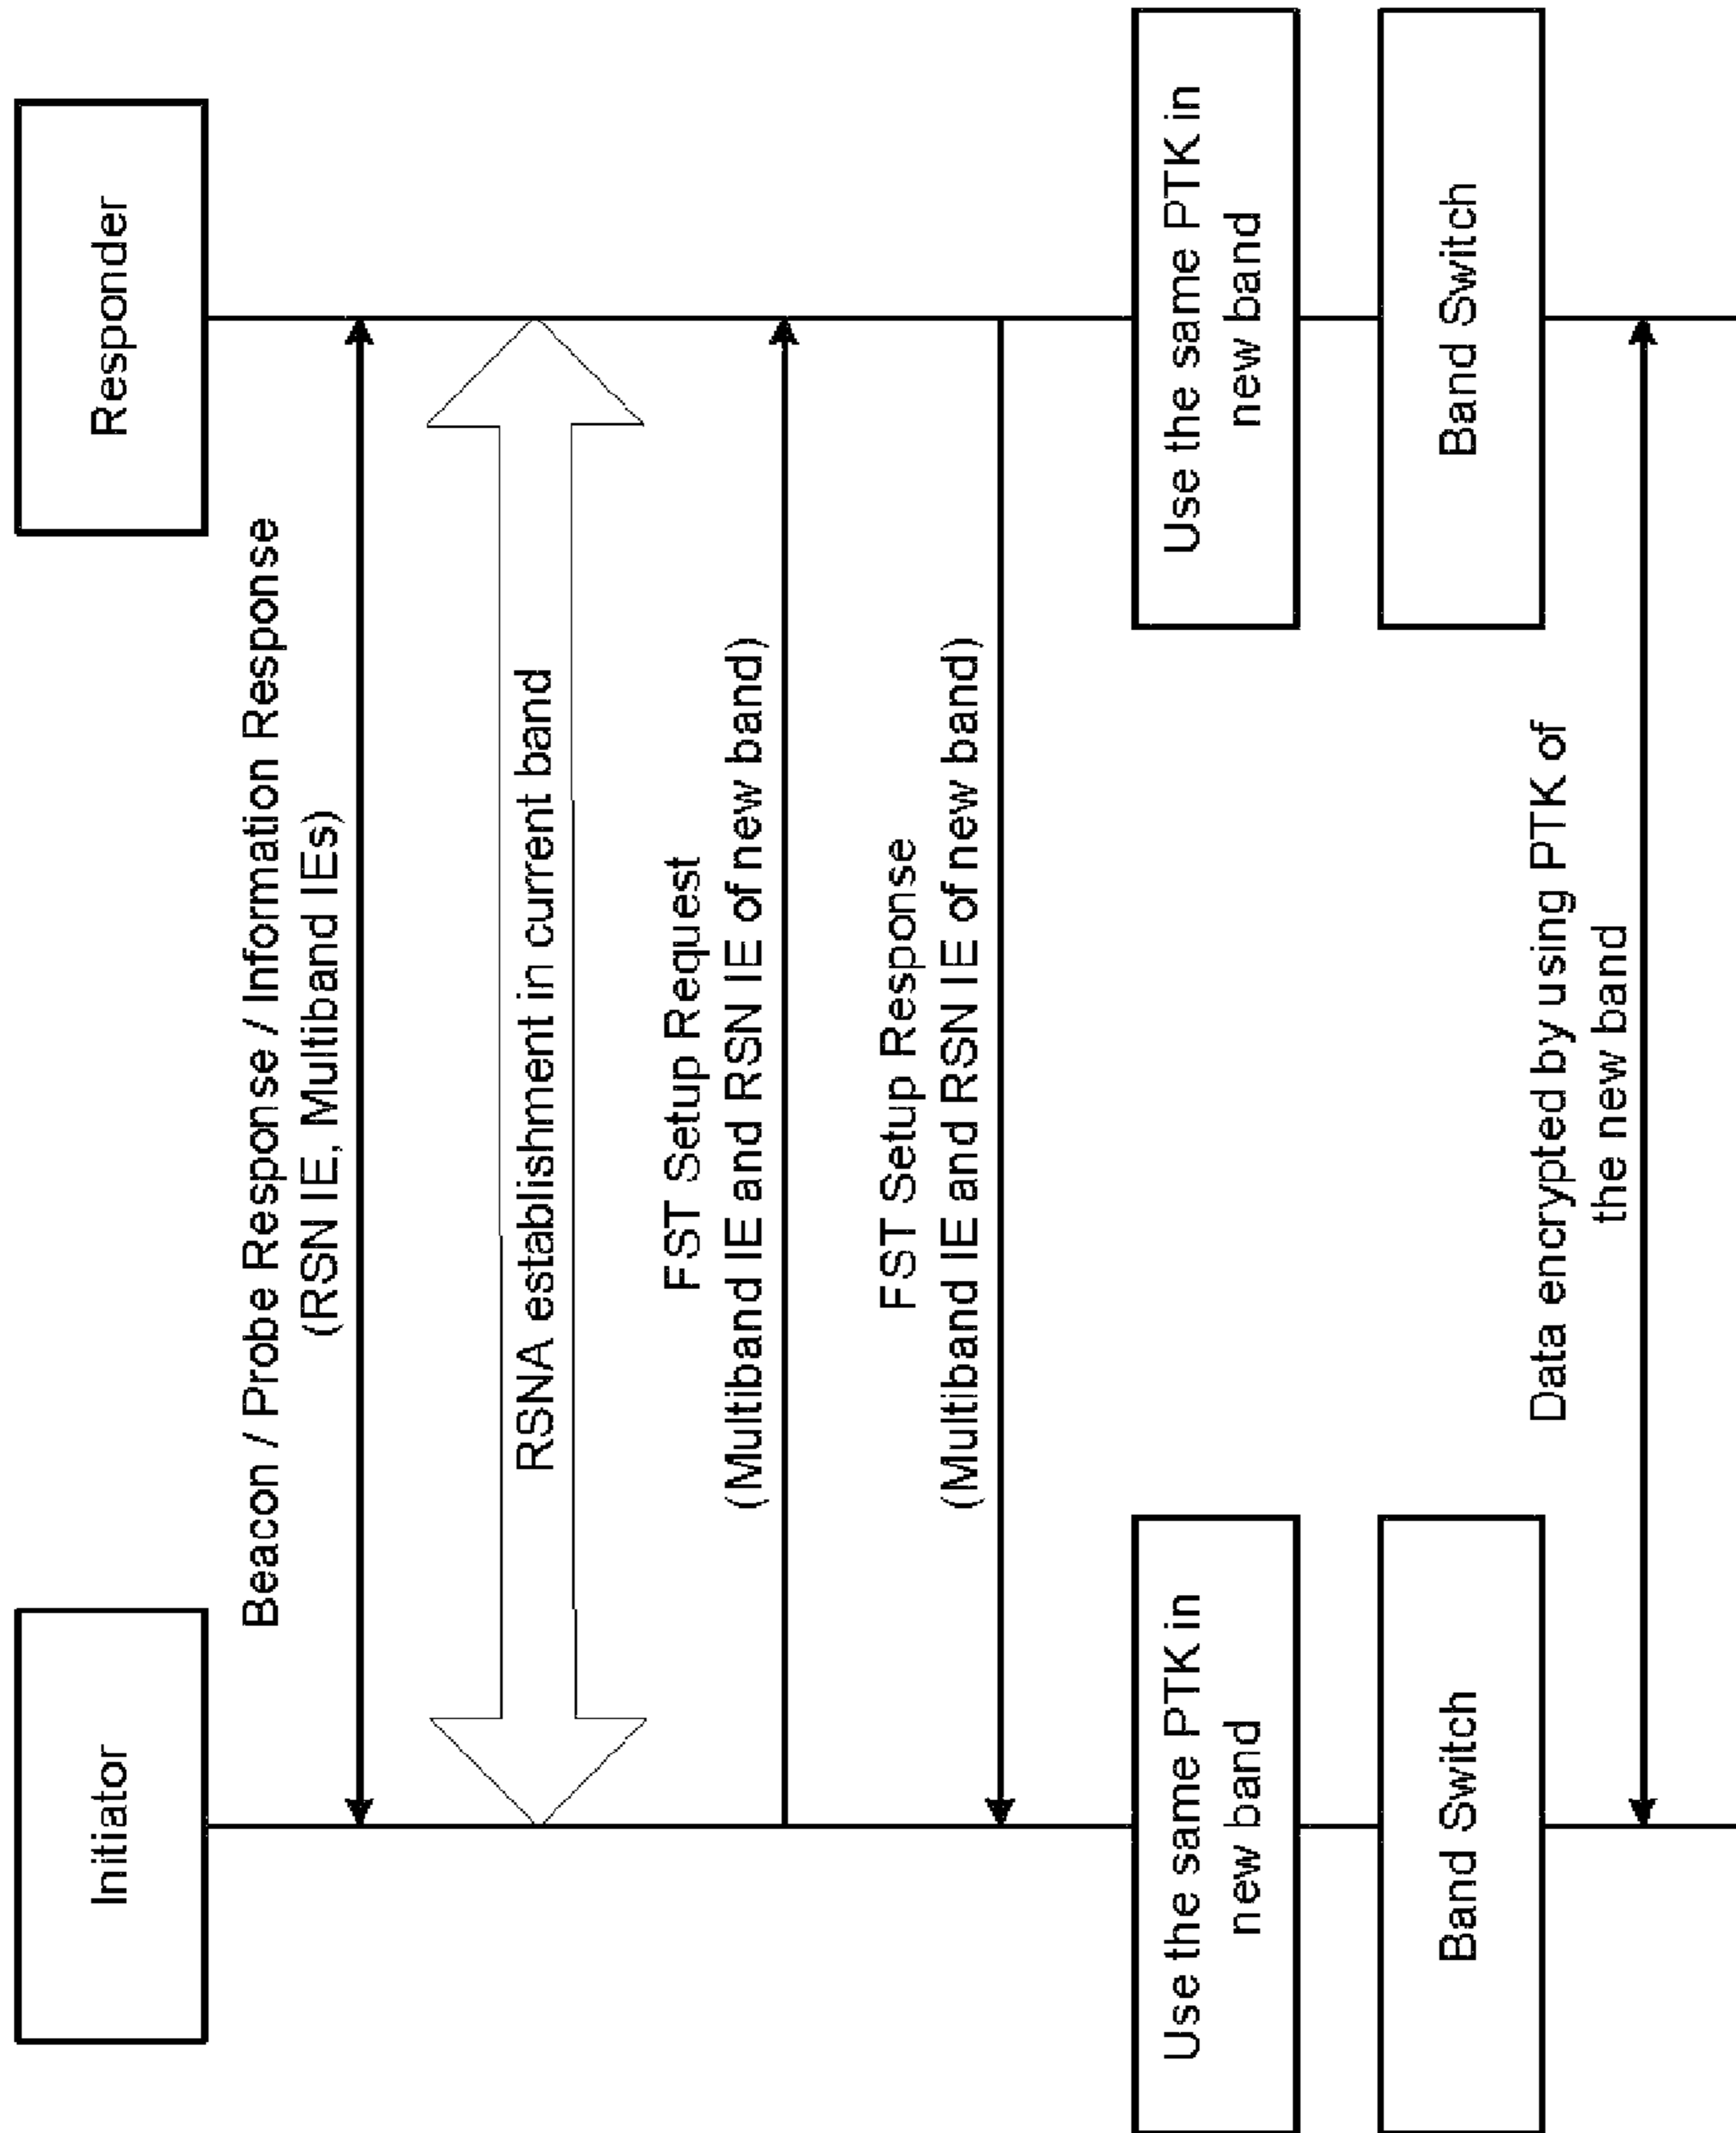 Initiator
Responder
Beacon / Probe Response / Information Response
(RSN IE, Multiband IEs)
RSNA establishment in current band
FST Setup Request
(Multiband IE and RSN IE of new band)
FST Setup Response
(Multiband IE and RSN IE of new band)
Use the same PTK in
new band
Use the same PTK in
new band
Band Switch
Band Switch
Data encrypted by using PTK of
the new band